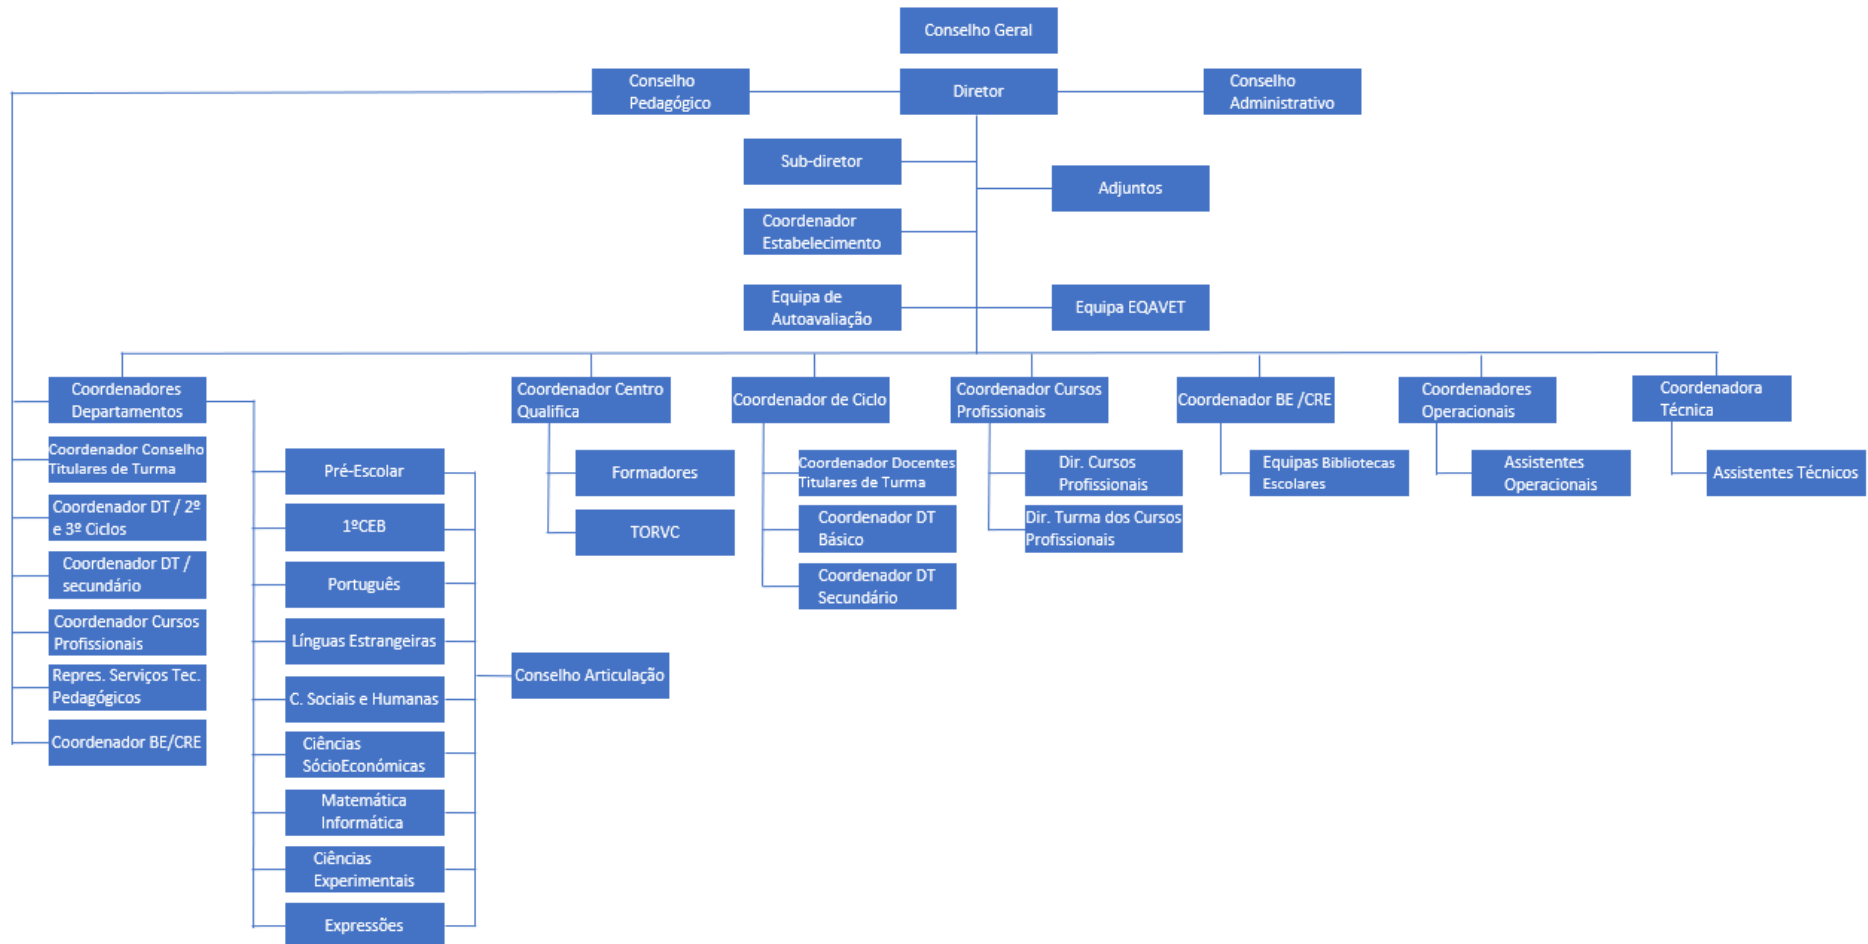 Conselho Geral
Conselho
Pedagógico
Diretor
Conselho
Administrativo
Sub-diretor
Adjuntos
Coordenador
Estabelecimento
Equipa de
Autoavaliação
Equipa EQAVET
Coordenadores
Departamentos
Coordenador Centro
Qualifica
Coordenador de Ciclo
Coordenador Cursos
Profissionais
Coordenador BE /CRE
Coordenadores
Operacionais
Coordenadora
Técnica
Coordenador Conselho
Titulares de Turma
Coordenador DT / 2º
e 3º Ciclos
Coordenador DT /
secundário
Coordenador Cursos
Profissionais
Repres. Serviços Tec.
Pedagógicos
Coordenador BE/CRE
Pré-Escolar
1ºCEB
Português
Línguas Estrangeiras
C. Sociais e Humanas
Ciências
SócioEconómicas
Matemática
Informática
Ciências
Experimentais
Expressões
Conselho Articulação
Formadores
TORVC
Coordenador Docentes
Titulares de Turma
Coordenador DT
Básico
Coordenador DT
Secundário
Dir. Cursos
Profissionais
Dir. Turma dos Cursos
Profissionais
Equipas Bibliotecas
Escolares
Assistentes
Operacionais
Assistentes Técnicos